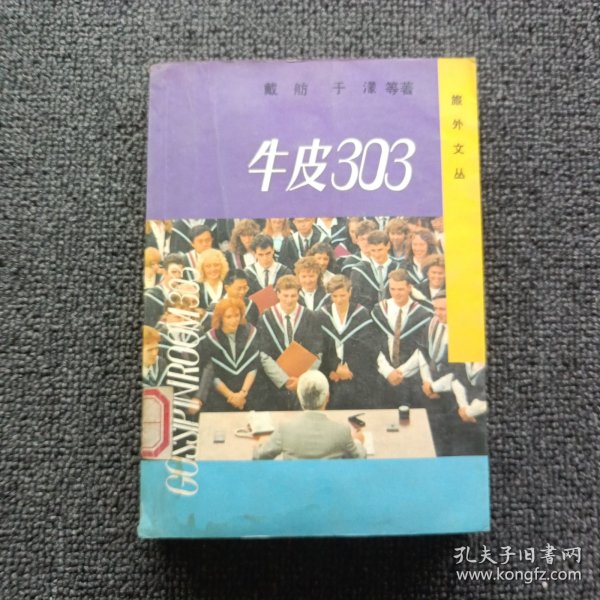 戴舫 于濛 等著
牛皮303
旅外文丛
GOSSIP IN ROOM 303
孔夫子旧书网
www.kongfz.com